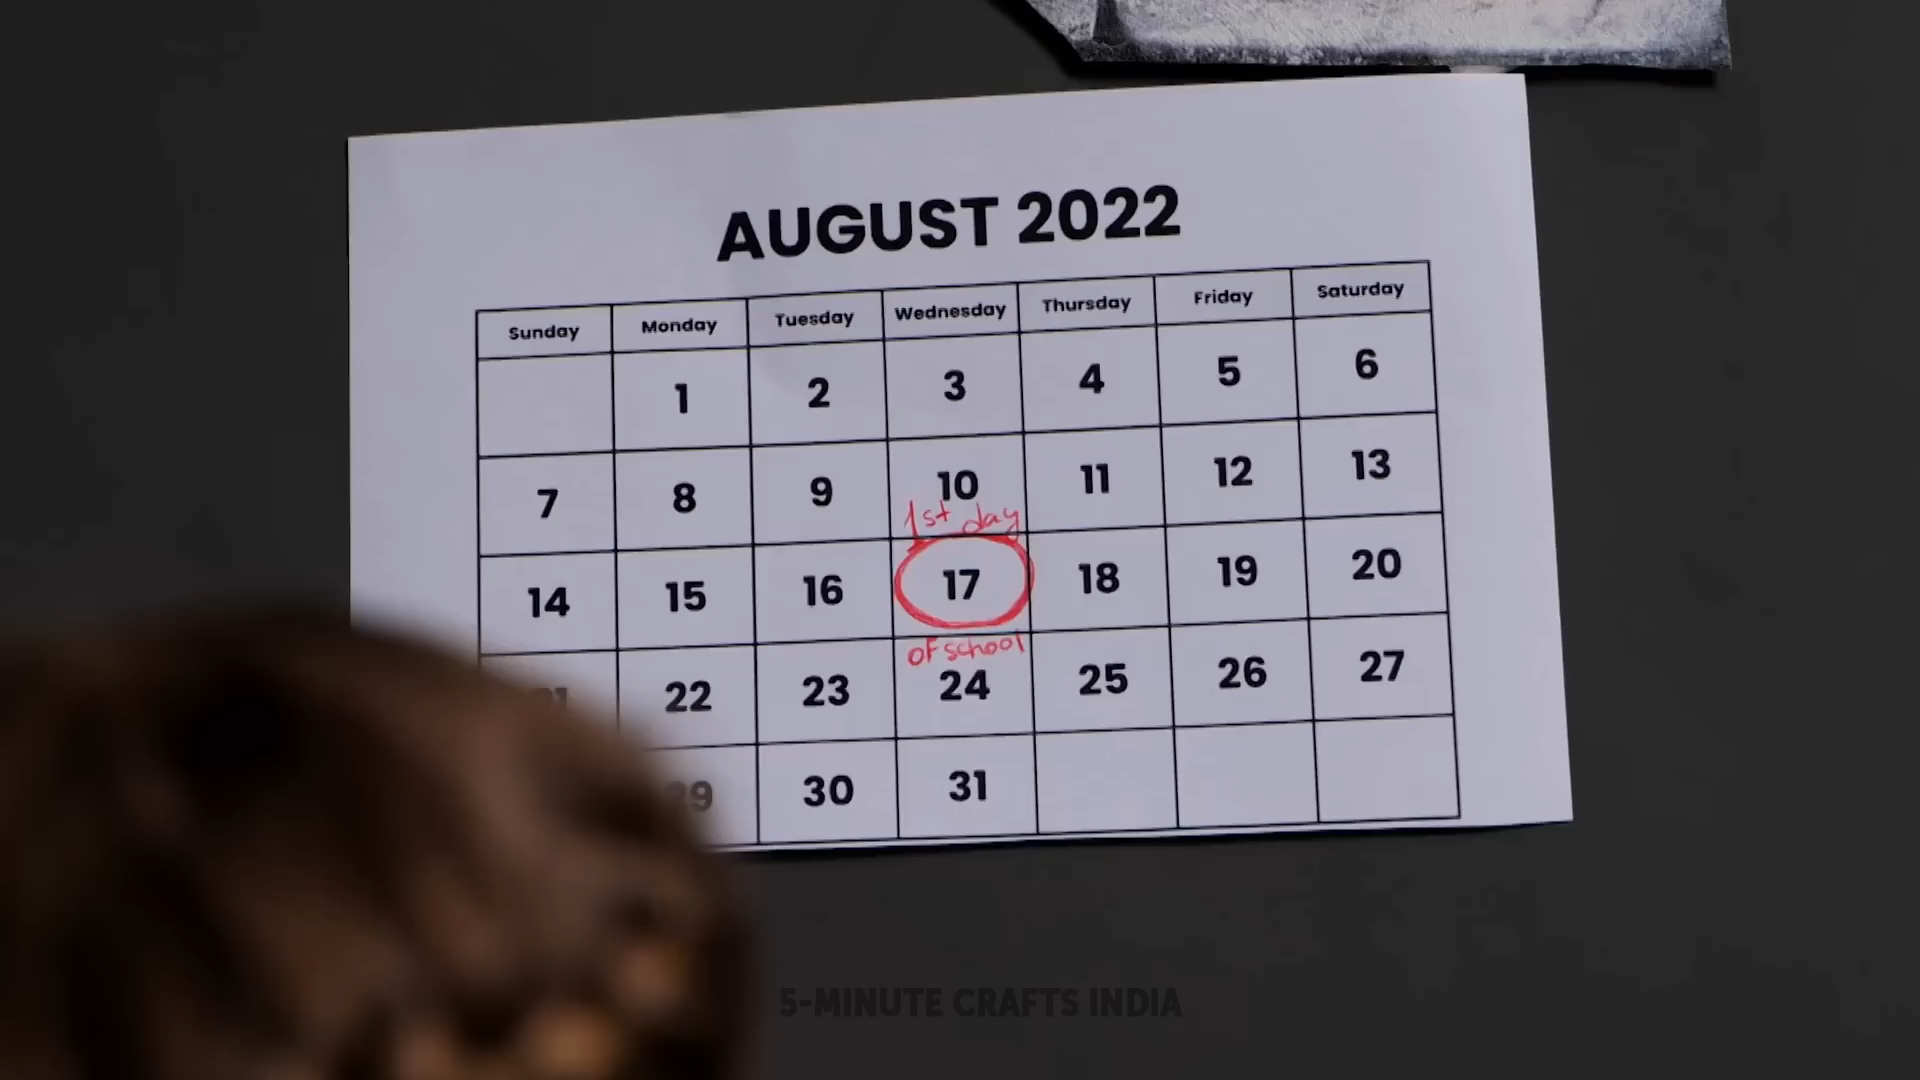 AUGUST 2022
Sunday Monday Tuesday Wednesday Thursday Friday Saturday
1 2 3 4 5 6
7 8 9 10 11 12 13
1st day
14 15 16 17 18 19 20
of school
22 23 24 25 26 27
29 30 31
5-MINUTE CRAFTS INDIA